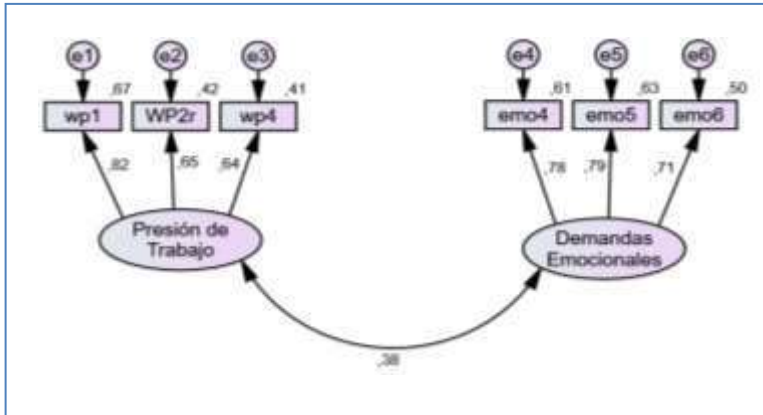 e1 e2 e3 e4 e5 e6
,67 ,42 ,41 ,61 ,63 ,50
wp1 WP2r wp4 emo4 emo5 emo6
,82 ,65 ,64 ,78 ,79 ,71
Presión de
Trabajo
Demandas
Emocionales
,38